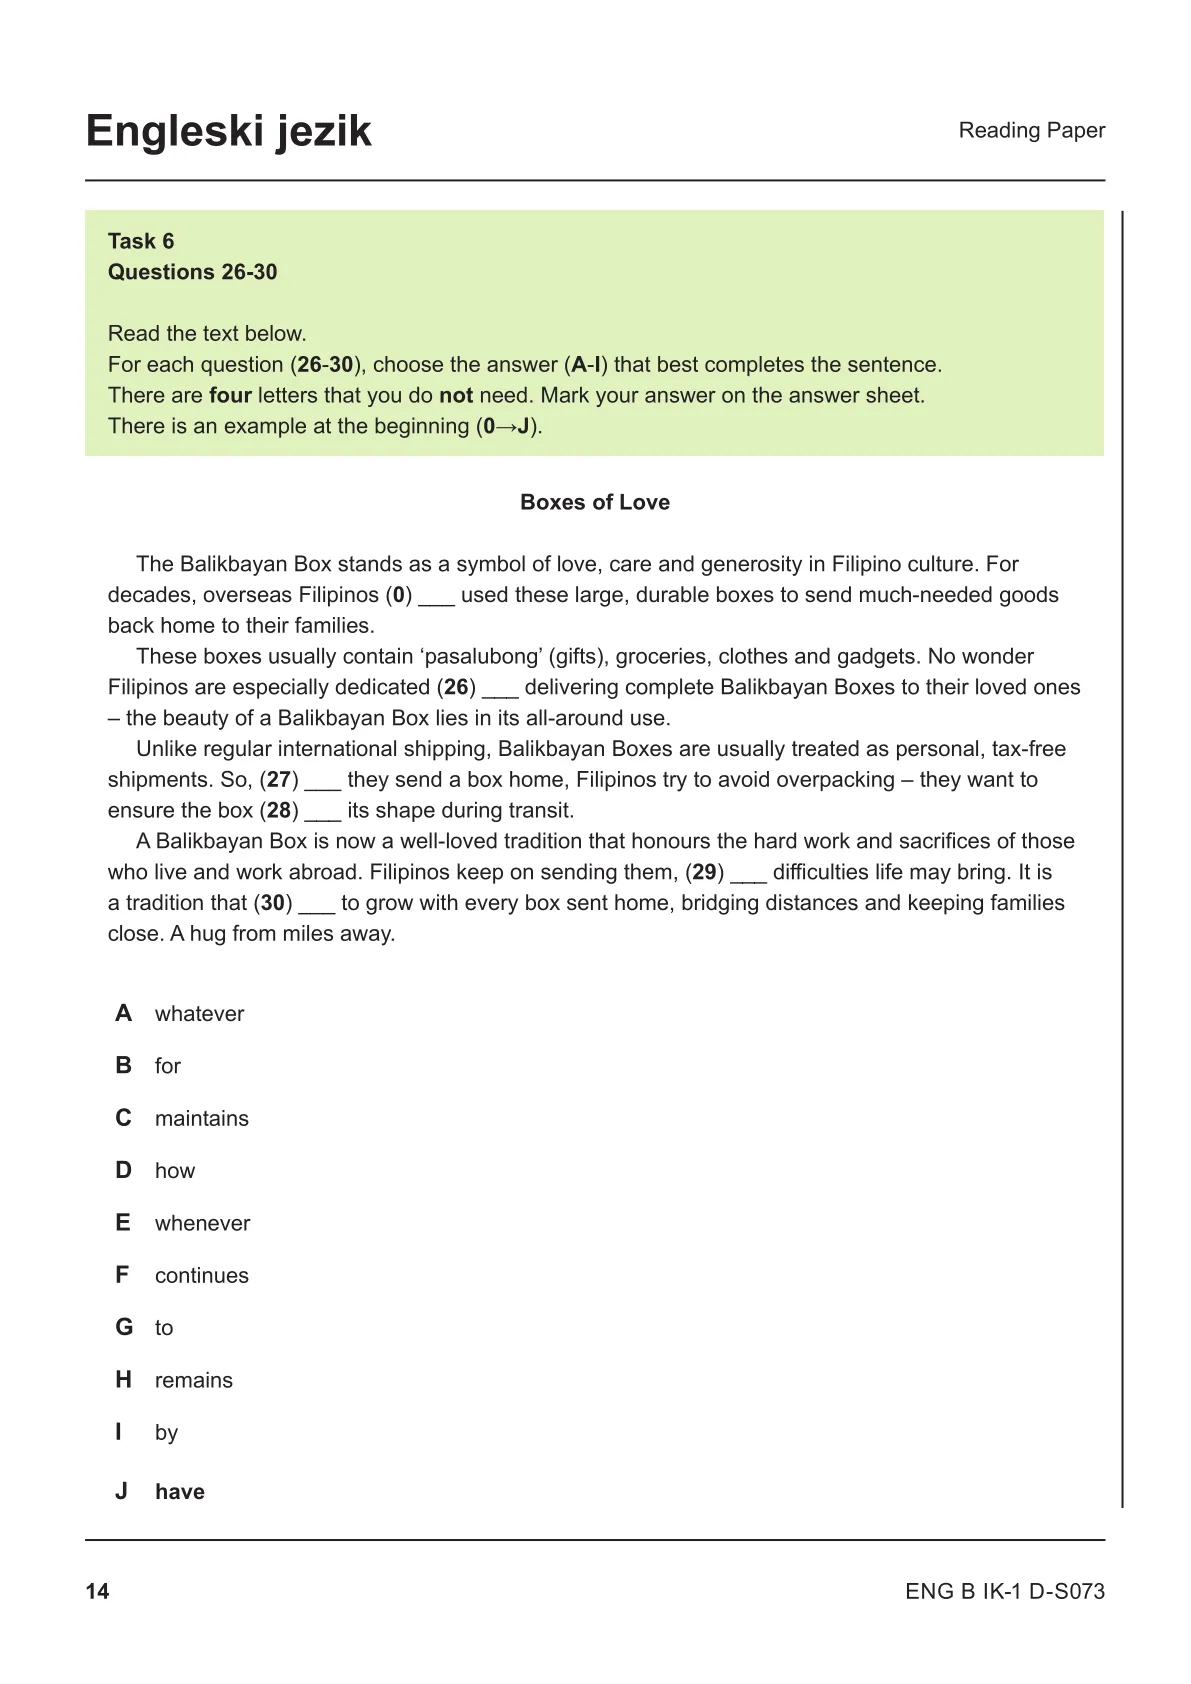 Engleski jezik
Reading Paper
Task 6
Questions 26-30
Read the text below.
For each question (26-30), choose the answer (A-I) that best completes the sentence.
There are four letters that you do not need. Mark your answer on the answer sheet.
There is an example at the beginning (0→J).
Boxes of Love
The Balikbayan Box stands as a symbol of love, care and generosity in Filipino culture. For
decades, overseas Filipinos (0) ___ used these large, durable boxes to send much-needed goods
back home to their families.
These boxes usually contain ‘pasalubong’ (gifts), groceries, clothes and gadgets. No wonder
Filipinos are especially dedicated (26) ___ delivering complete Balikbayan Boxes to their loved ones
– the beauty of a Balikbayan Box lies in its all-around use.
Unlike regular international shipping, Balikbayan Boxes are usually treated as personal, tax-free
shipments. So, (27) ___ they send a box home, Filipinos try to avoid overpacking – they want to
ensure the box (28) ___ its shape during transit.
A Balikbayan Box is now a well-loved tradition that honours the hard work and sacrifices of those
who live and work abroad. Filipinos keep on sending them, (29) ___ difficulties life may bring. It is
a tradition that (30) ___ to grow with every box sent home, bridging distances and keeping families
close. A hug from miles away.
A whatever
B for
C maintains
D how
E whenever
F continues
G to
H remains
I by
J have
14
ENG B IK-1 D-S073